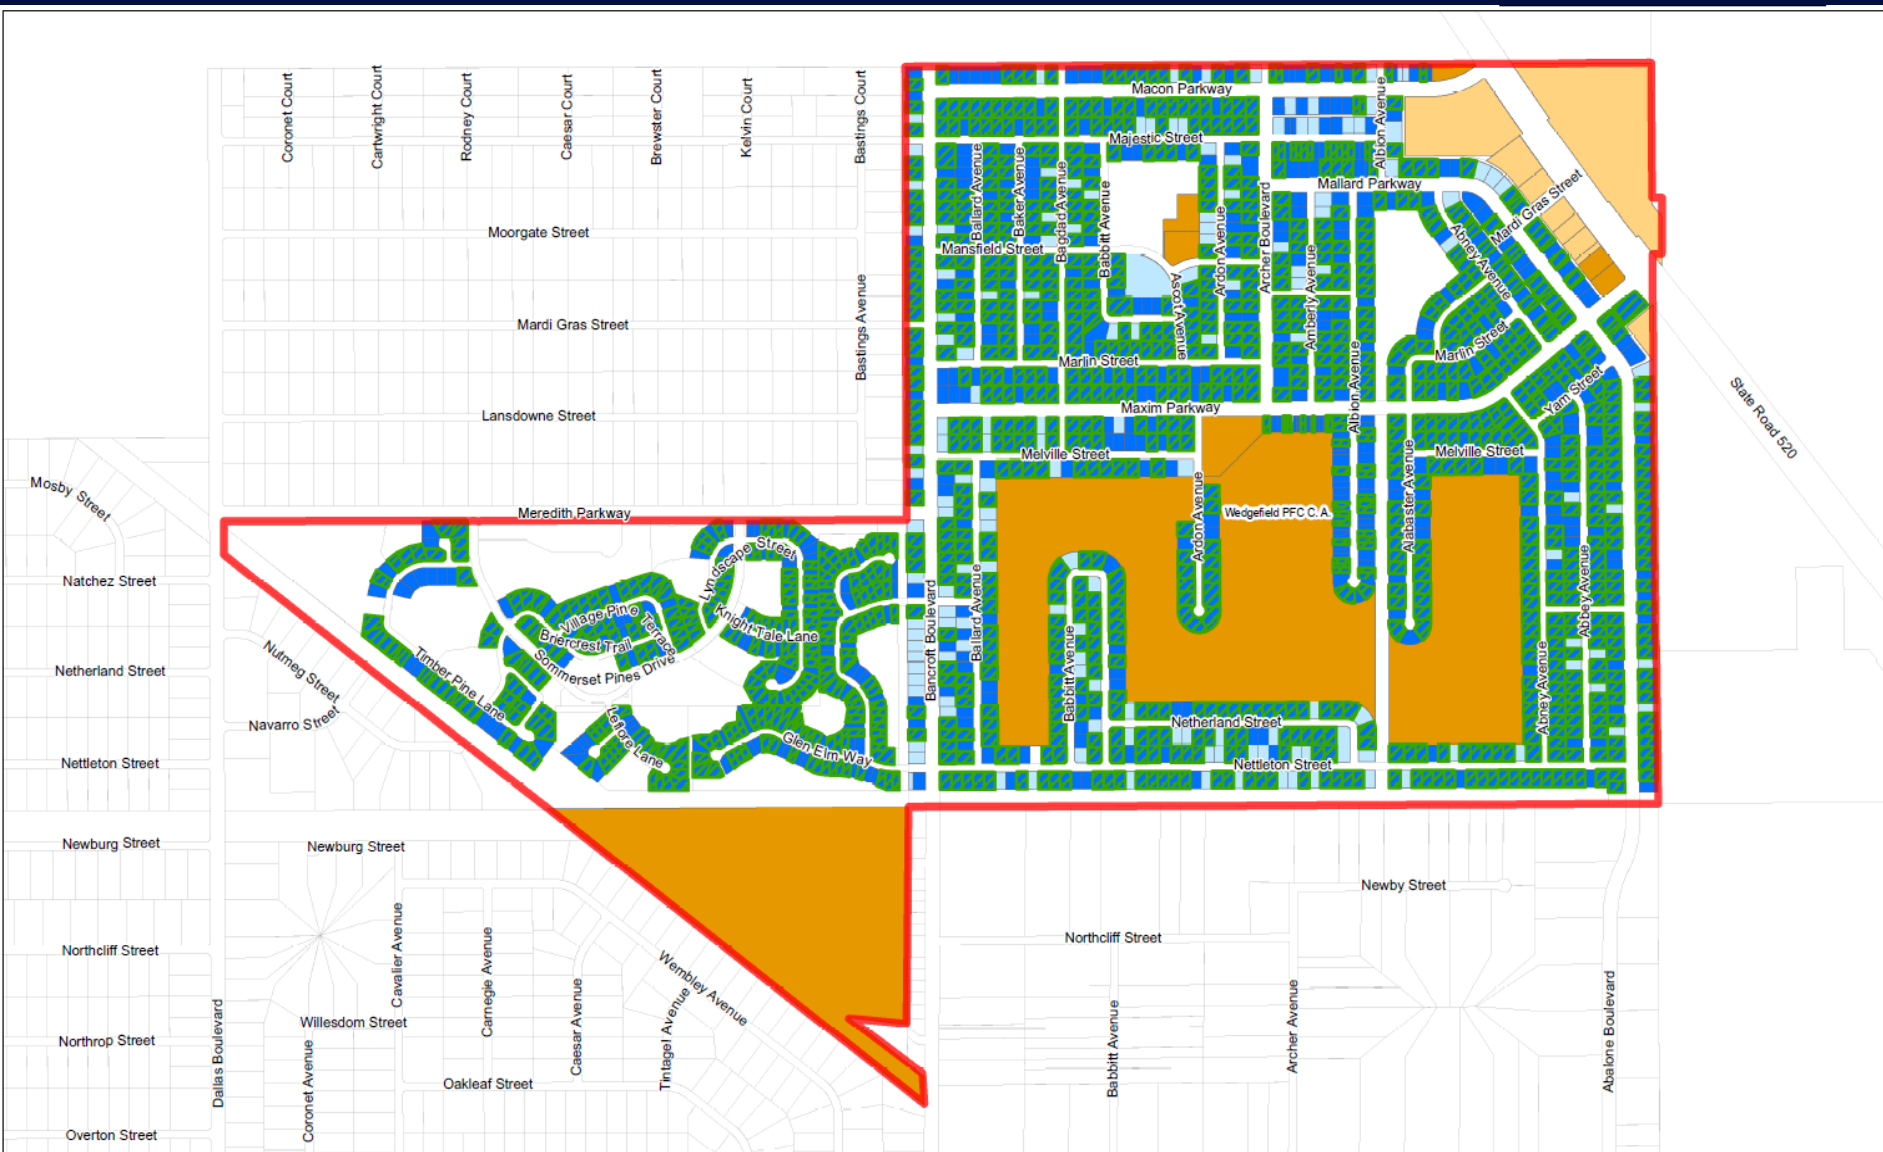 Coronet Court
Cartwright Court
Rodney Court
Caesar Court
Brewster Court
Kelvin Court
Bastings Court
Macon Parkway
Albion Avenue
Majestic Street
Mallard Parkway
Mardi Gras Street
Ballard Avenue
Baker Avenue
Bagdad Avenue
Babbitt Avenue
Ardon Avenue
Archer Boulevard
Abney Avenue
Moorgate Street
Mansfield Street
Amberly Avenue
Ascot Avenue
Mardi Gras Street
Bastings Avenue
Marlin Street
Marlin Street
Albion Avenue
Yam Street
State Road 520
Lansdowne Street
Maxim Parkway
Melville Street
Melville Street
Alabaster Avenue
Mosby Street
Meredith Parkway
Ardon Avenue
Wedgefield PFC C. A.
Lyndscape Street
Natchez Street
Village Pine Terrace
Knight Tale Lane
Briercrest Trail
Bancroft Boulevard
Ballard Avenue
Babbitt Avenue
Abbey Avenue
Abney Avenue
Netherland Street
Nutmeg Street
Timber Pine Lane
Sommerset Pines Drive
Navarro Street
Leflore Lane
Glen Elm Way
Netherland Street
Nettleton Street
Nettleton Street
Newburg Street
Newburg Street
Newby Street
Northcliff Street
Cavalier Avenue
Carnegie Avenue
Caesar Avenue
Wembley Avenue
Northcliff Street
Tintagel Avenue
Willesdom Street
Northrop Street
Dallas Boulevard
Coronet Avenue
Oakleaf Street
Babbitt Avenue
Archer Avenue
Abalone Boulevard
Overton Street